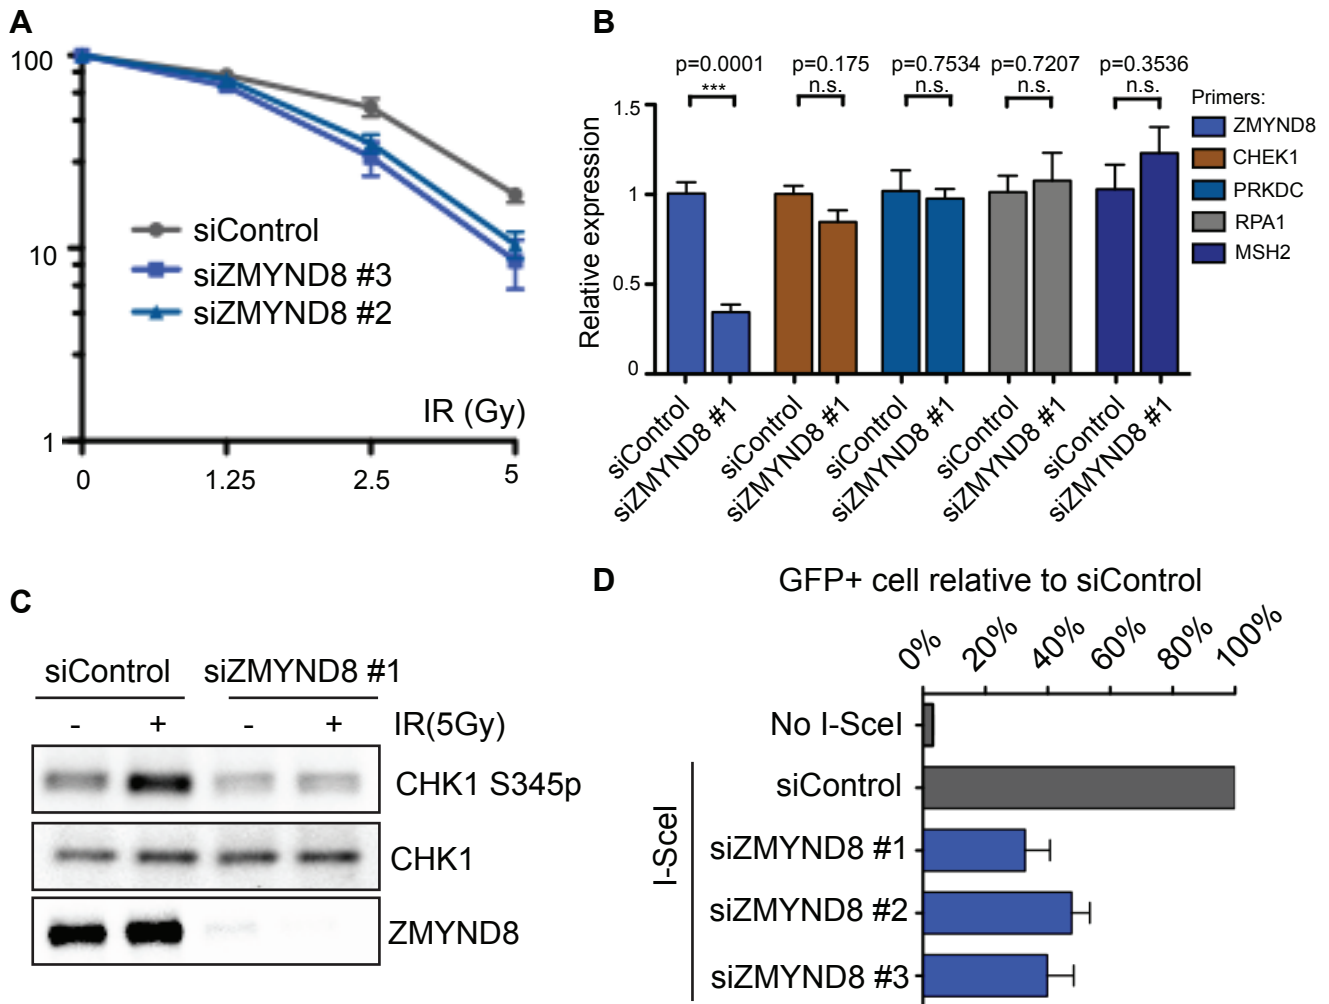 A
100
10
1
siControl
siZMYND8 #3
siZMYND8 #2
IR (Gy)
0 1.25 2.5 5
B
p=0.0001 p=0.175 p=0.7534 p=0.7207 p=0.3536
*** n.s. n.s. n.s. n.s.
Relative expression
1.5
1
0.5
0
Primers:
ZMYND8
CHEK1
PRKDC
RPA1
MSH2
siControl
siZMYND8 #1
siControl
siZMYND8 #1
siControl
siZMYND8 #1
siControl
siZMYND8 #1
siControl
siZMYND8 #1
C
siControl siZMYND8 #1
- + - + IR(5Gy)
CHK1 S345p
CHK1
ZMYND8
D
GFP+ cell relative to siControl
0% 20% 40% 60% 80% 100%
No I-SceI
I-SceI
siControl
siZMYND8 #1
siZMYND8 #2
siZMYND8 #3